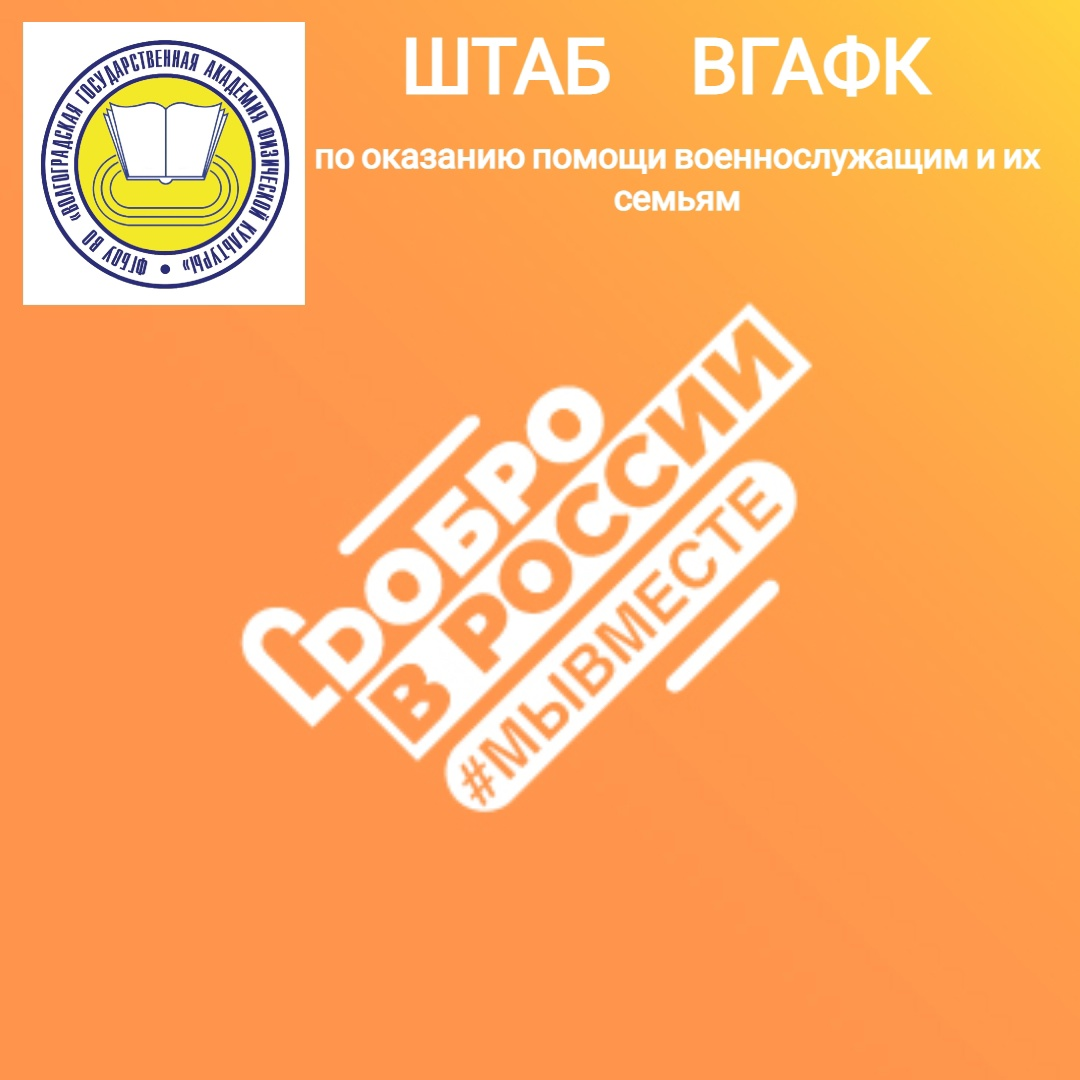 ФГБОУ ВО «ВОЛГОГРАДСКАЯ ГОСУДАРСТВЕННАЯ АКАДЕМИЯ ФИЗИЧЕСКОЙ КУЛЬТУРЫ»
ШТАБ ВГАФК
по оказанию помощи военнослужащим и их
семьям
ДОБРО
В РОССИИ
#МЫВМЕСТЕ